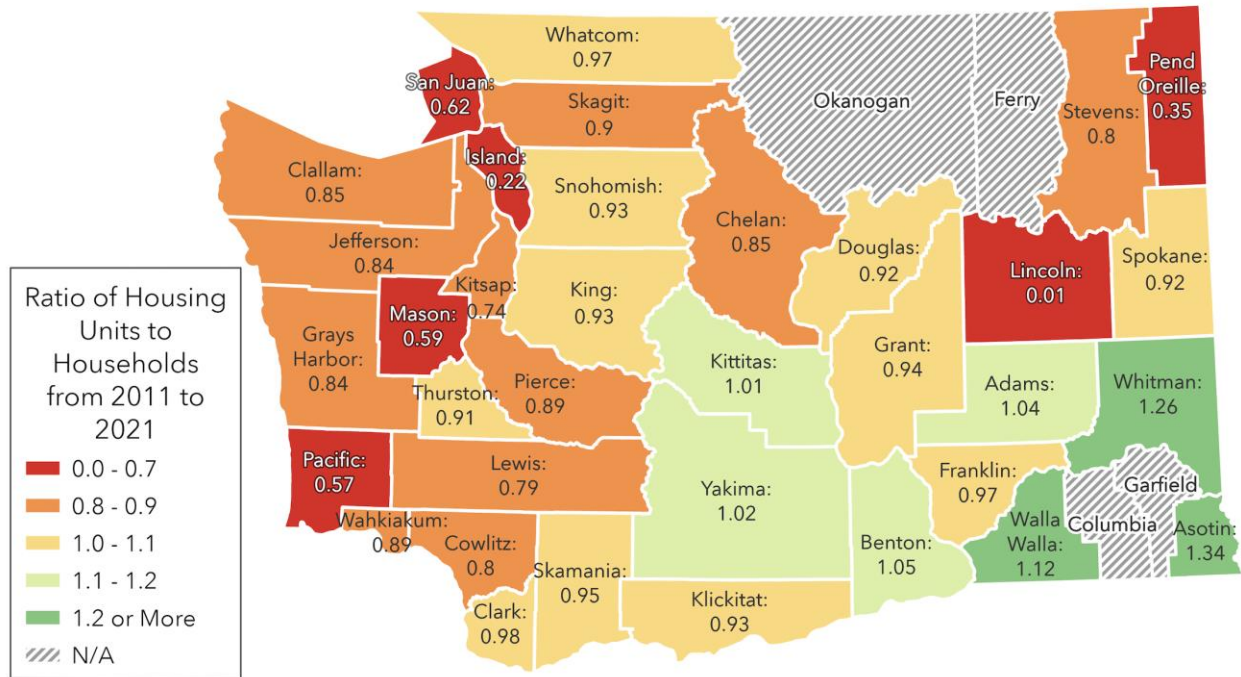 Whatcom:
0.97
San Juan:
0.62
Skagit:
0.9
Okanogan
Ferry
Stevens:
0.8
Pend
Oreille:
0.35
Clallam:
0.85
Island:
0.22
Snohomish:
0.93
Chelan:
0.85
Jefferson:
0.84
Kitsap:
0.74
Douglas:
0.92
Lincoln:
0.01
Spokane:
0.92
Mason:
0.59
King:
0.93
Grays
Harbor:
0.84
Kittitas:
1.01
Grant:
0.94
Adams:
1.04
Whitman:
1.26
Thurston:
0.91
Pierce:
0.89
Pacific:
0.57
Lewis:
0.79
Yakima:
1.02
Franklin:
0.97
Garfield
Columbia
Wahkiakum:
0.89
Cowlitz:
0.8
Skamania:
0.95
Benton:
1.05
Walla
Walla:
1.12
Asotin:
1.34
Clark:
0.98
Klickitat:
0.93
Ratio of Housing
Units to
Households
from 2011 to
2021
0.0 - 0.7
0.8 - 0.9
1.0 - 1.1
1.1 - 1.2
1.2 or More
N/A